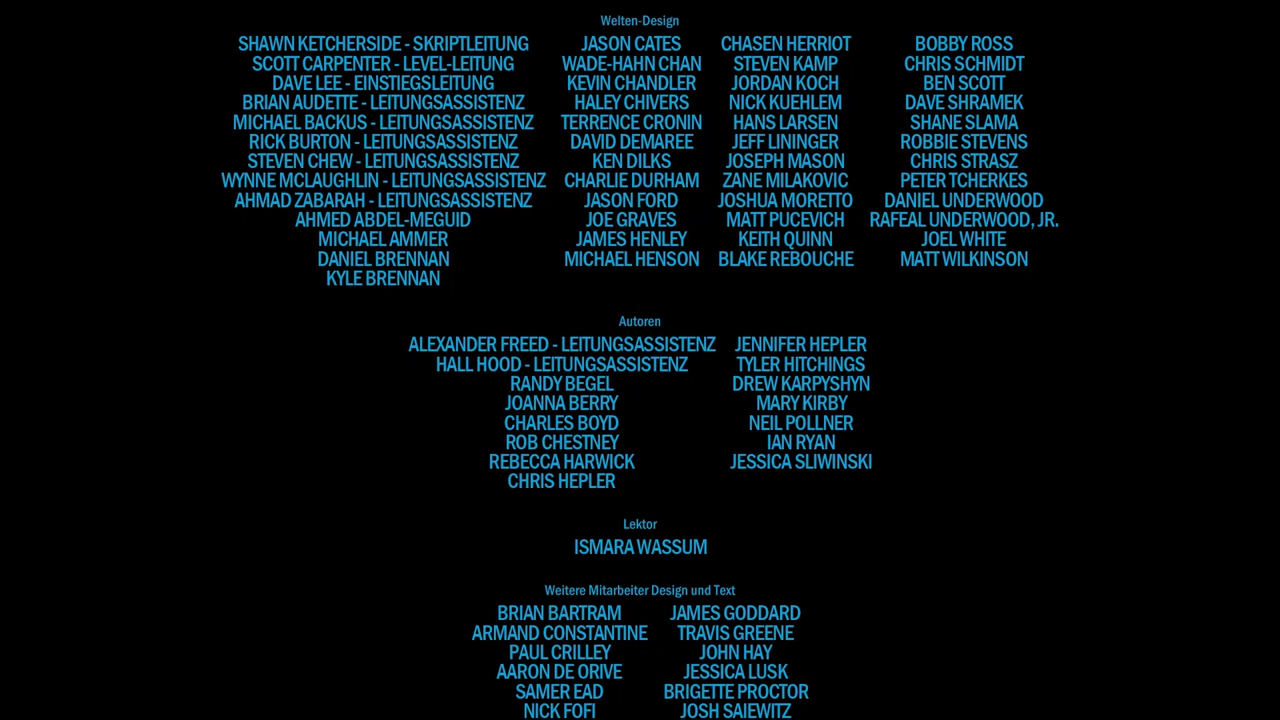 Welten-Design
SHAWN KETCHERSIDE - SKRIPTLEITUNG
SCOTT CARPENTER - LEVEL-LEITUNG
DAVE LEE - EINSTIEGSLEITUNG
BRIAN AUDETTE - LEITUNGSASSISTENZ
MICHAEL BACKUS - LEITUNGSASSISTENZ
RICK BURTON - LEITUNGSASSISTENZ
STEVEN CHEW - LEITUNGSASSISTENZ
WYNNE MCLAUGHLIN - LEITUNGSASSISTENZ
AHMAD ZABARAH - LEITUNGSASSISTENZ
AHMED ABDEL-MEGUID
MICHAEL AMMER
DANIEL BRENNAN
KYLE BRENNAN
JASON CATES
WADE-HAHN CHAN
KEVIN CHANDLER
HALEY CHIVERS
TERRENCE CRONIN
DAVID DEMAREE
KEN DILKS
CHARLIE DURHAM
JASON FORD
JOE GRAVES
JAMES HENLEY
MICHAEL HENSON
CHASEN HERRIOT
STEVEN KAMP
JORDAN KOCH
NICK KUEHLEM
HANS LARSEN
JEFF LININGER
JOSEPH MASON
ZANE MILAKOVIC
JOSHUA MORETTO
MATT PUCEVICH
KEITH QUINN
BLAKE REBOUCHE
BOBBY ROSS
CHRIS SCHMIDT
BEN SCOTT
DAVE SHRAMEK
SHANE SLAMA
ROBBIE STEVENS
CHRIS STRASZ
PETER TCHERKES
DANIEL UNDERWOOD
RAFEAL UNDERWOOD, JR.
JOEL WHITE
MATT WILKINSON
Autoren
ALEXANDER FREED - LEITUNGSASSISTENZ
HALL HOOD - LEITUNGSASSISTENZ
RANDY BEGEL
JOANNA BERRY
CHARLES BOYD
ROB CHESTNEY
REBECCA HARWICK
CHRIS HEPLER
JENNIFER HEPLER
TYLER HITCHINGS
DREW KARPYSHYN
MARY KIRBY
NEIL POLLNER
IAN RYAN
JESSICA SLIWINSKI
Lektor
ISMARA WASSUM
Weitere Mitarbeiter Design und Text
BRIAN BARTRAM
ARMAND CONSTANTINE
PAUL CRILLEY
AARON DE ORIVE
SAMER EAD
NICK FOFI
JAMES GODDARD
TRAVIS GREENE
JOHN HAY
JESSICA LUSK
BRIGETTE PROCTOR
JOSH SAIEWITZ